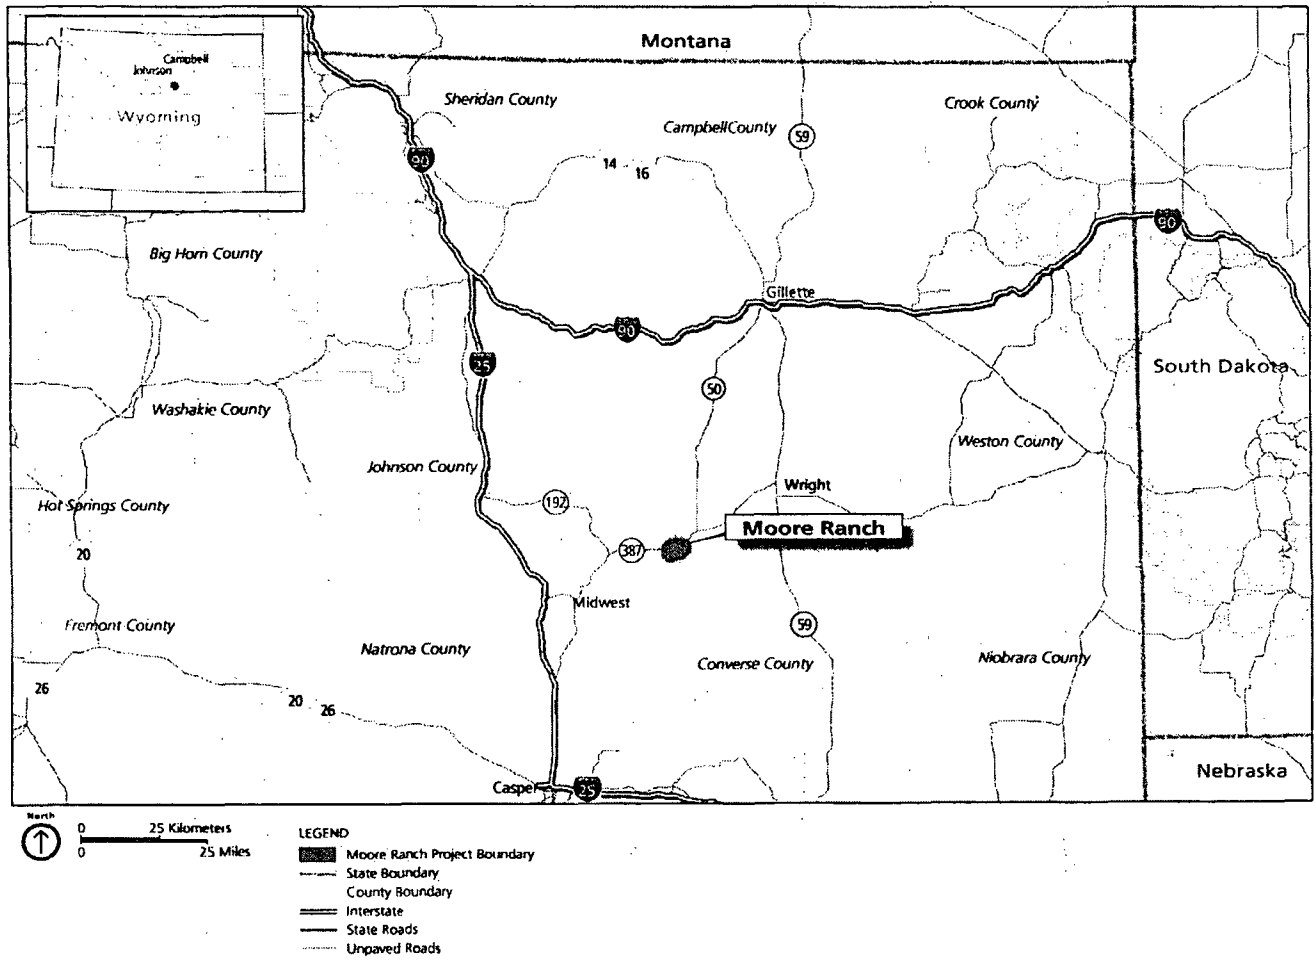 Montana
Campbell
Johnson
Wyoming
Sheridan County
Crook County
CampbellCounty
59
90
14
16
90
Big Horn County
Gillette
90
25
South Dakota
50
Washakie County
Weston County
Johnson County
Wright
192
Hot Springs County
Moore Ranch
387
20
Midwest
Fremont County
59
Natrona County
Converse County
Niobrara County
26
20
26
Nebraska
Casper
25
North
0 25 Kilometers
0 25 Miles
LEGEND
Moore Ranch Project Boundary
State Boundary
County Boundary
Interstate
State Roads
Unpaved Roads